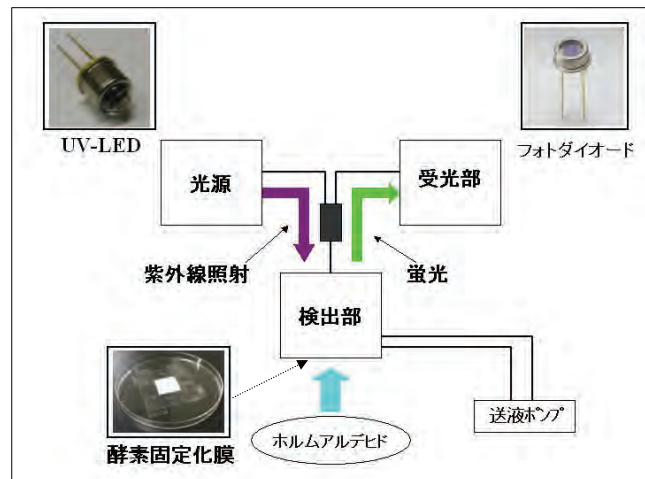 UV-LED
フォトダイオード
光源
受光部
紫外線照射
蛍光
検出部
酵素固定化膜
ホルムアルデヒド
送液ポンプ